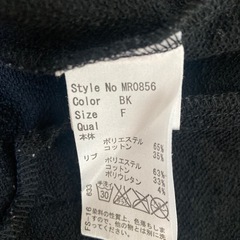 Style No MRO856
Color BK
Size F
Qual
本体 ポリエステル 65%
コットン 35%
リブ ポリエステル 63%
コットン 33%
ポリウレタン 4%
30